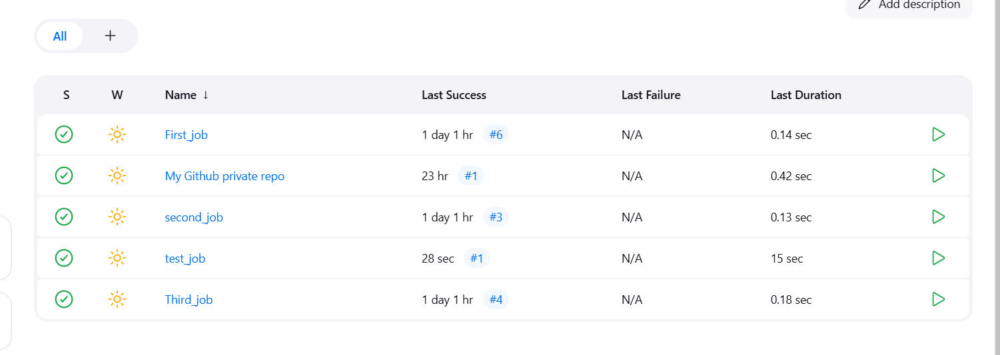 Add description
All +
S W Name ↓ Last Success Last Failure Last Duration
First_job 1 day 1 hr #6 N/A 0.14 sec
My Github private repo 23 hr #1 N/A 0.42 sec
second_job 1 day 1 hr #3 N/A 0.13 sec
test_job 28 sec #1 N/A 15 sec
Third_job 1 day 1 hr #4 N/A 0.18 sec